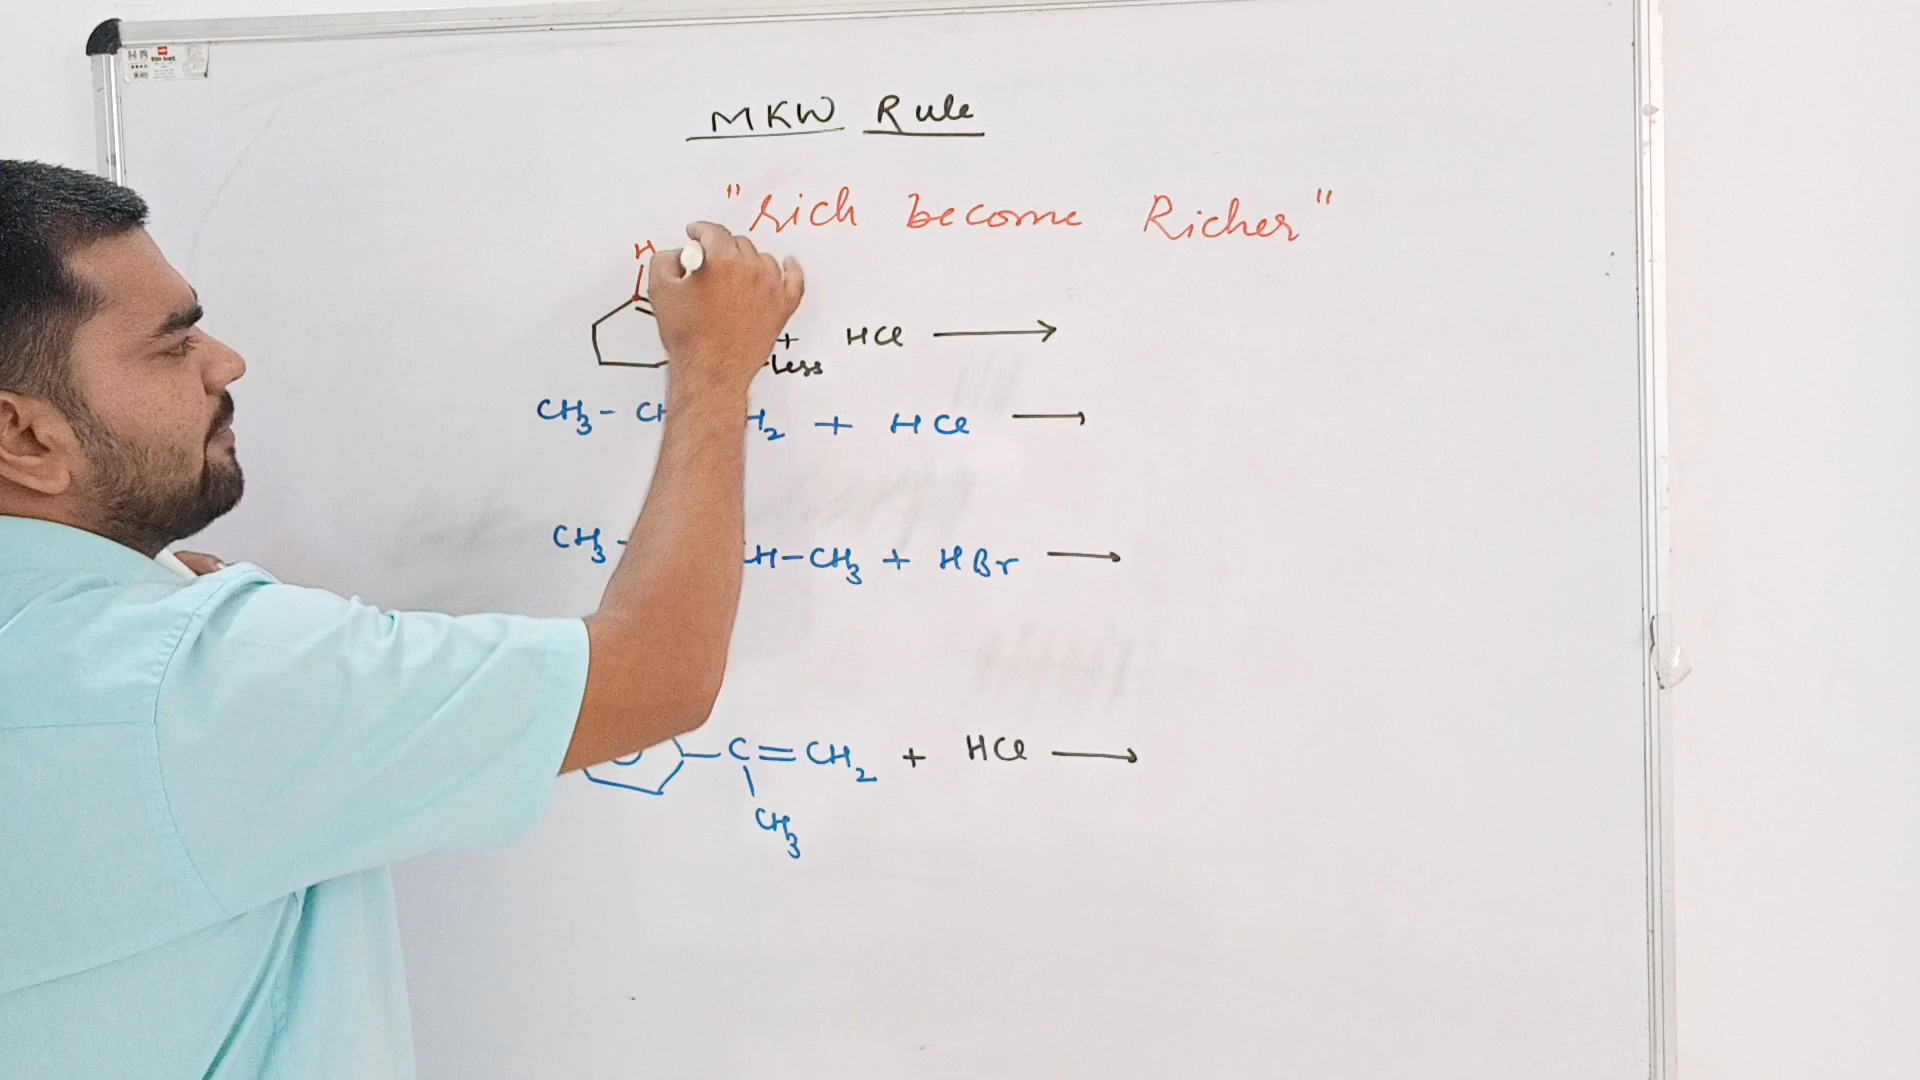 MKW Rule
"rich become Richer"
H
+ HCl ⟶
Less
CH3 - CH H2 + HCl ⟶
CH3 - H-CH3 + HBr ⟶
C=CH2 + HCl ⟶
CH3